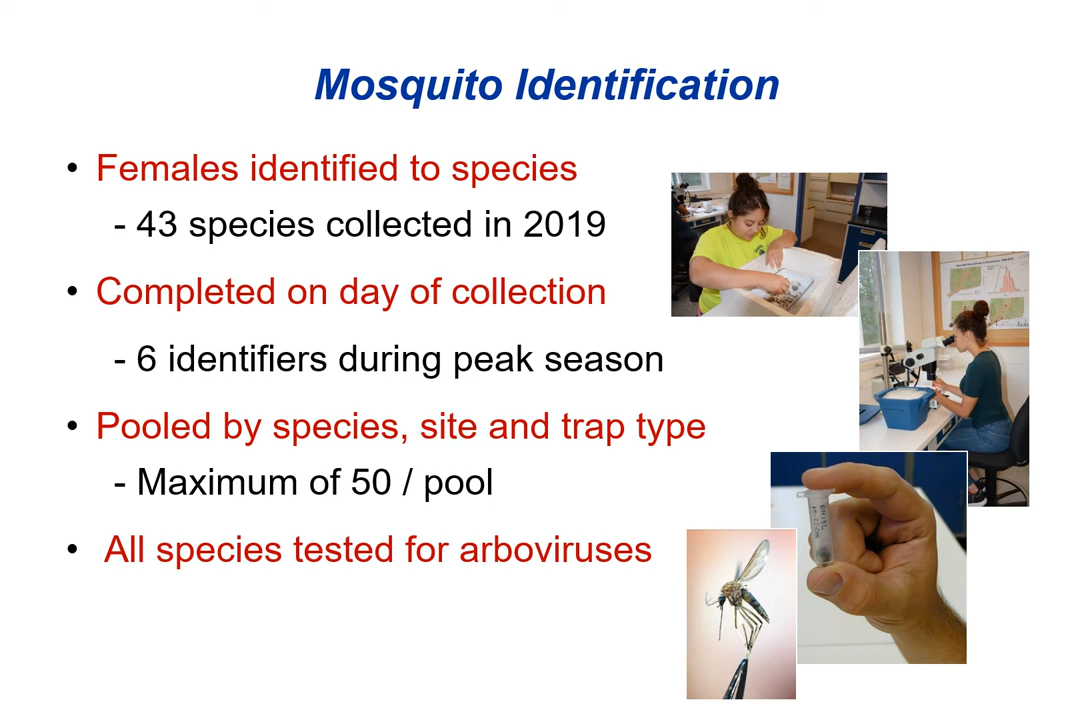 Mosquito Identification
• Females identified to species
- 43 species collected in 2019
• Completed on day of collection
- 6 identifiers during peak season
• Pooled by species, site and trap type
- Maximum of 50 / pool
• All species tested for arboviruses